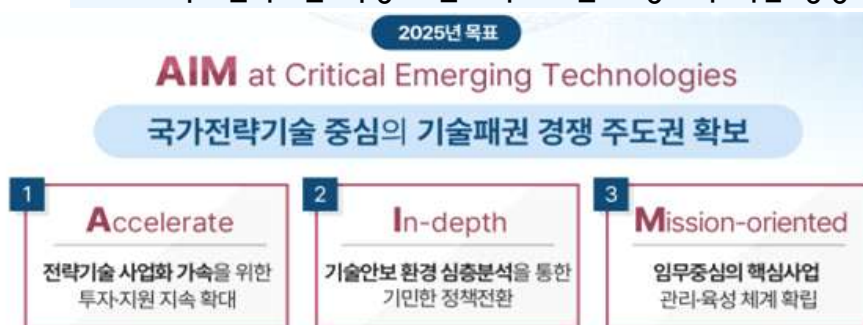 2025년 목표
AIM at Critical Emerging Technologies
국가전략기술 중심의 기술패권 경쟁 주도권 확보
1
Accelerate
전략기술 사업화 가속을 위한
투자·지원 지속 확대
2
In-depth
기술안보 환경 심층분석을 통한
기민한 정책전환
3
Mission-oriented
임무중심의 핵심사업
관리·육성 체계 확립